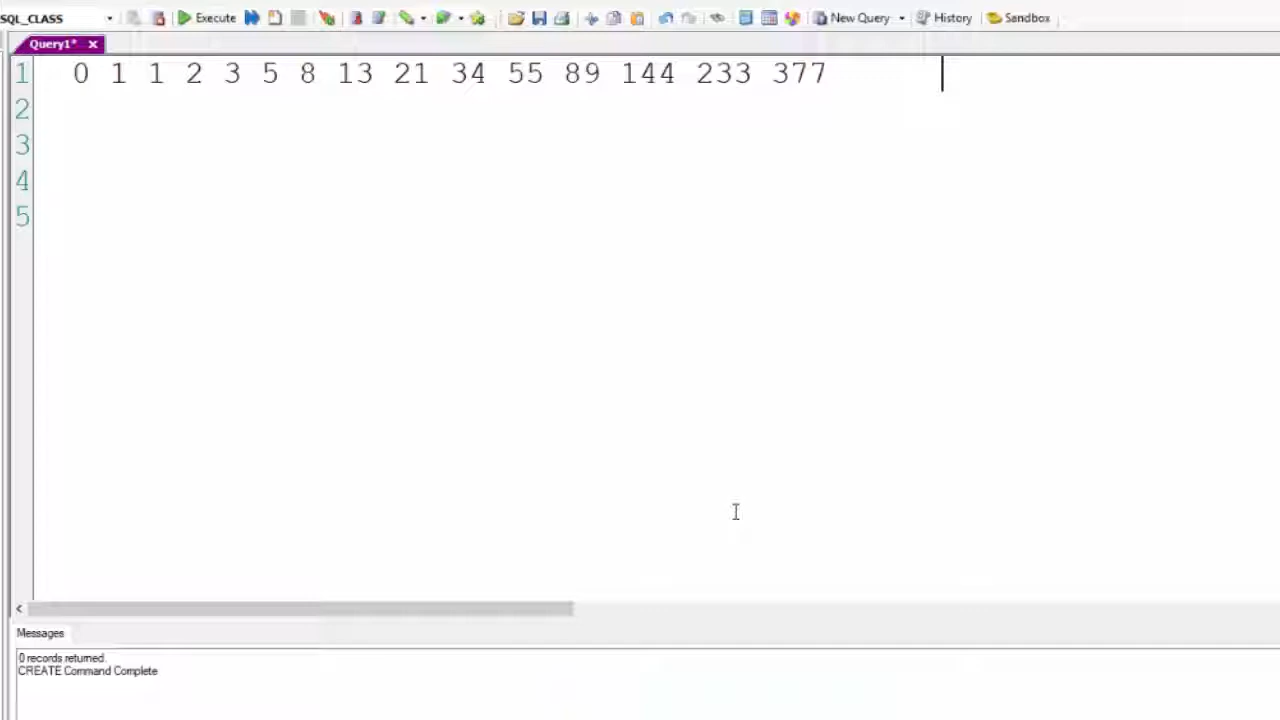 SQL_CLASS Execute New Query History Sandbox
Query1* x
1 0 1 1 2 3 5 8 13 21 34 55 89 144 233 377
2
3
4
5
Messages
0 records returned.
CREATE Command Complete